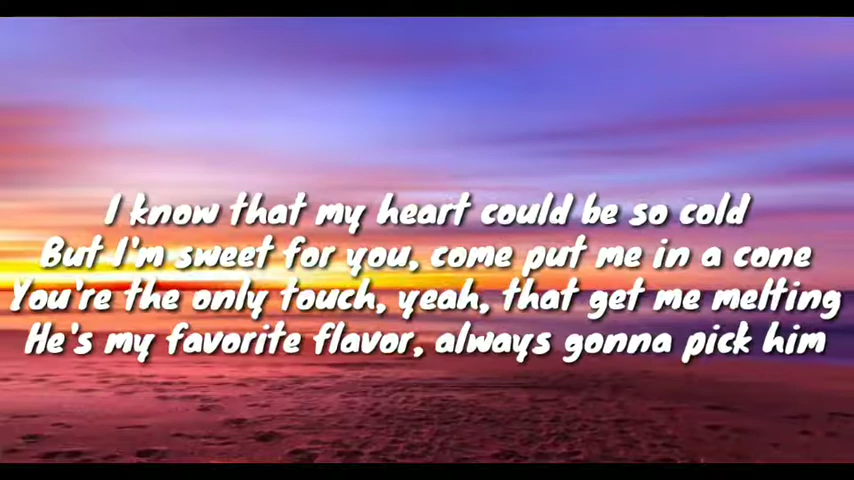 I know that my heart could be so cold
But I'm sweet for you, come put me in a cone
You're the only touch, yeah, that get me melting
He's my favorite flavor, always gonna pick him